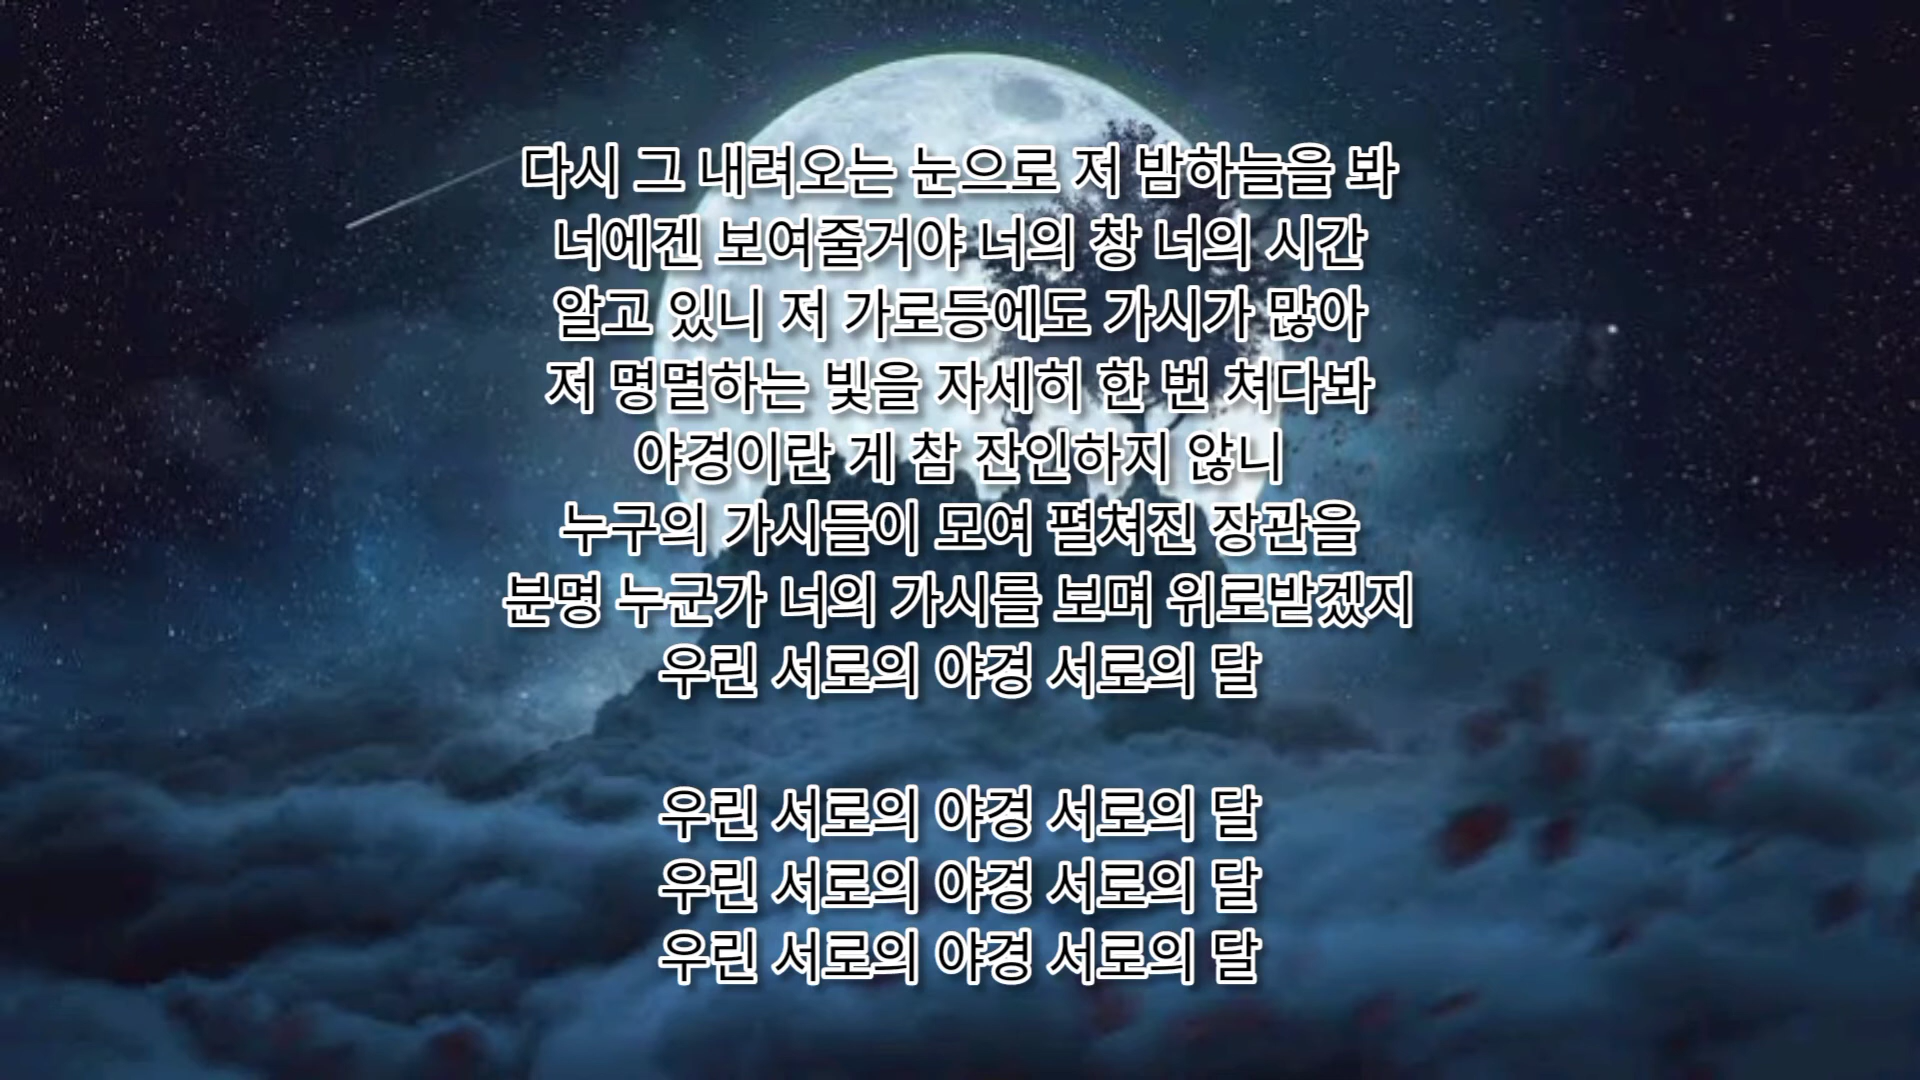 다시 그 내려오는 눈으로 저 밤하늘을 봐
너에겐 보여줄거야 너의 창 너의 시간
알고 있니 저 가로등에도 가시가 많아
저 명멸하는 빛을 자세히 한 번 쳐다봐
야경이란 게 참 잔인하지 않니
누구의 가시들이 모여 펼쳐진 장관을
분명 누군가 너의 가시를 보며 위로받겠지
우린 서로의 야경 서로의 달
우린 서로의 야경 서로의 달
우린 서로의 야경 서로의 달
우린 서로의 야경 서로의 달